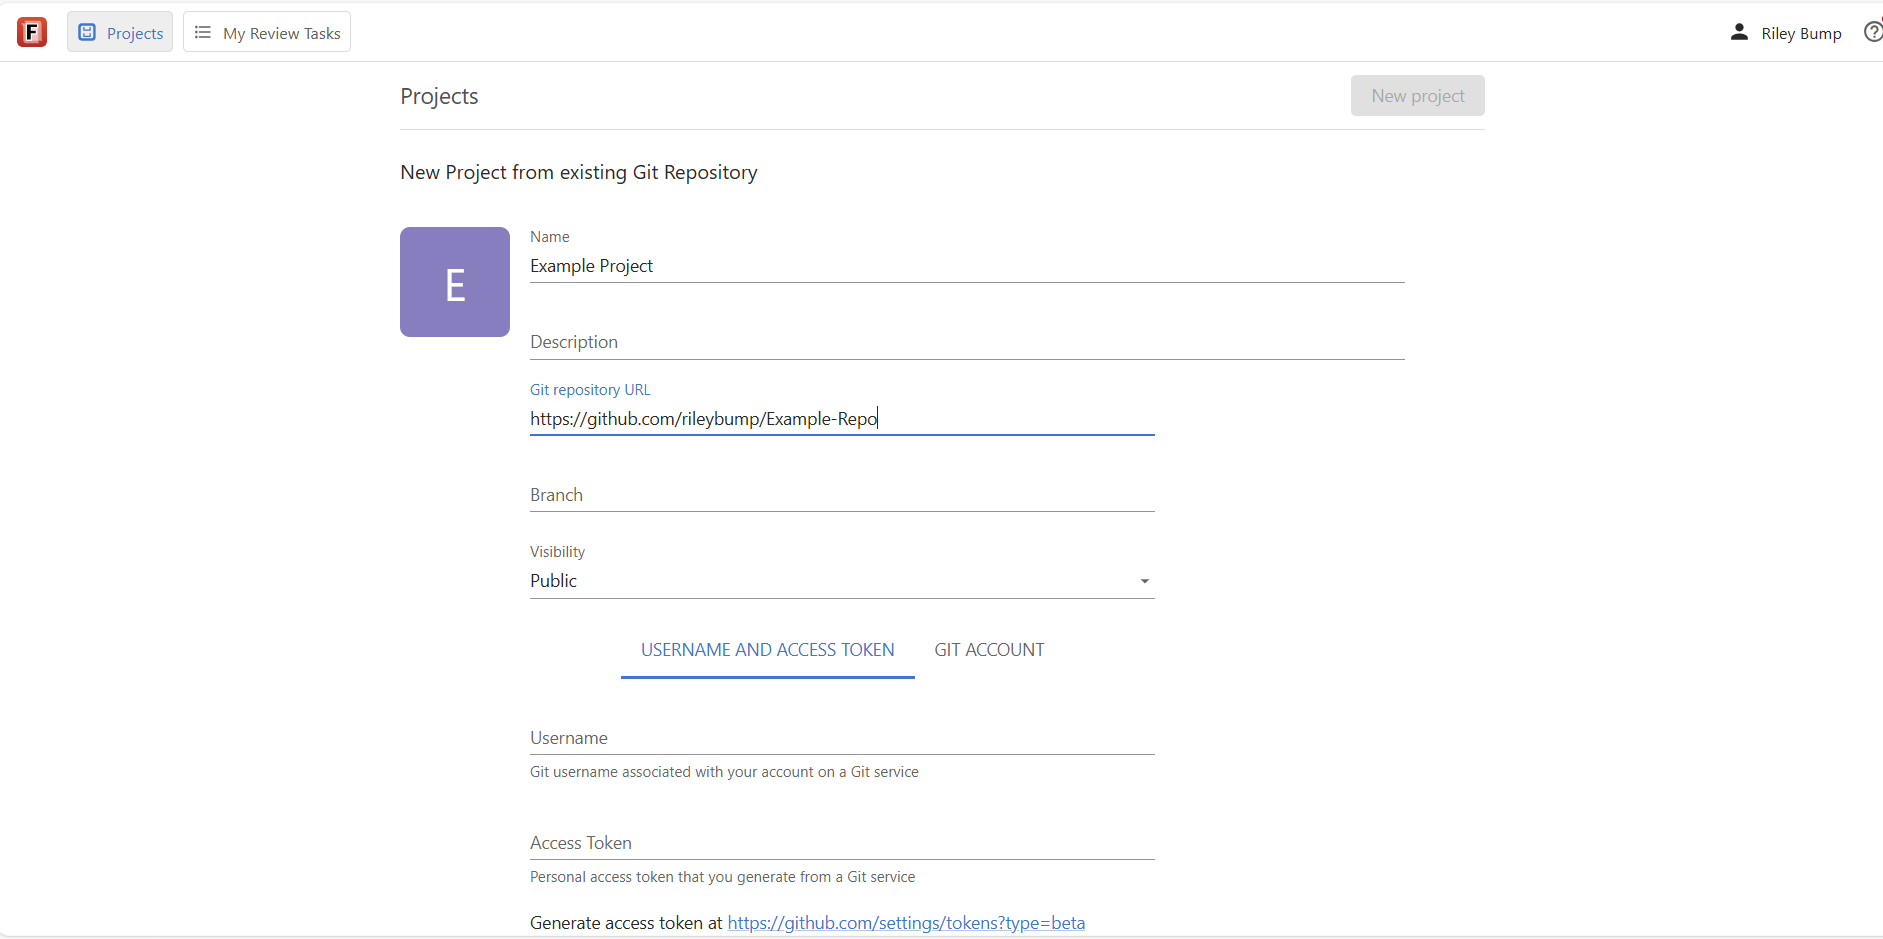 F
Projects
My Review Tasks
Riley Bump
Projects
New project
New Project from existing Git Repository
E
Name
Example Project
Description
Git repository URL
https://github.com/rileybump/Example-Repo
Branch
Visibility
Public
USERNAME AND ACCESS TOKEN
GIT ACCOUNT
Username
Git username associated with your account on a Git service
Access Token
Personal access token that you generate from a Git service
Generate access token at https://github.com/settings/tokens?type=beta